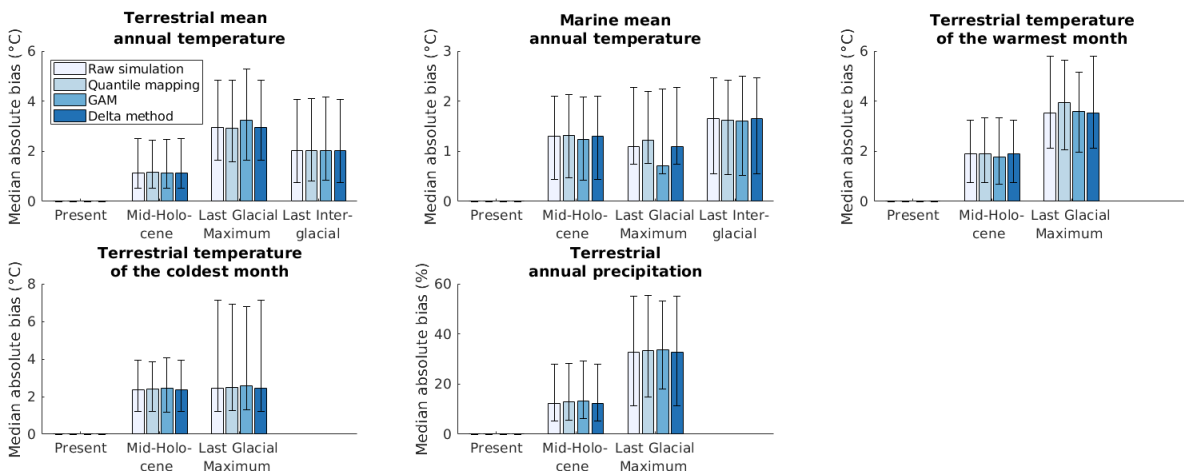 Terrestrial mean
annual temperature
Median absolute bias (°C)
6
4
2
0
Raw simulation
Quantile mapping
GAM
Delta method
Present
Mid-Holo-
cene
Last Glacial
Maximum
Last Inter-
glacial
Marine mean
annual temperature
Median absolute bias (°C)
3
2
1
0
Present
Mid-Holo-
cene
Last Glacial
Maximum
Last Inter-
glacial
Terrestrial temperature
of the warmest month
Median absolute bias (°C)
6
4
2
0
Present
Mid-Holo-
cene
Last Glacial
Maximum
Terrestrial temperature
of the coldest month
Median absolute bias (°C)
8
6
4
2
0
Present
Mid-Holo-
cene
Last Glacial
Maximum
Terrestrial
annual precipitation
Median absolute bias (%)
60
40
20
0
Present
Mid-Holo-
cene
Last Glacial
Maximum